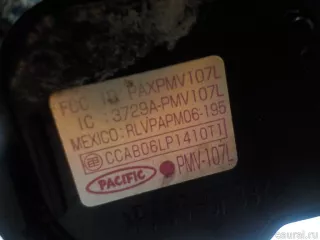 FCC ID PAXPMV107L
IC :3729A-PMV107L
MEXICO: RLVPAPM06-195
CCAB06LP1410T1
PACIFIC PMV-107L